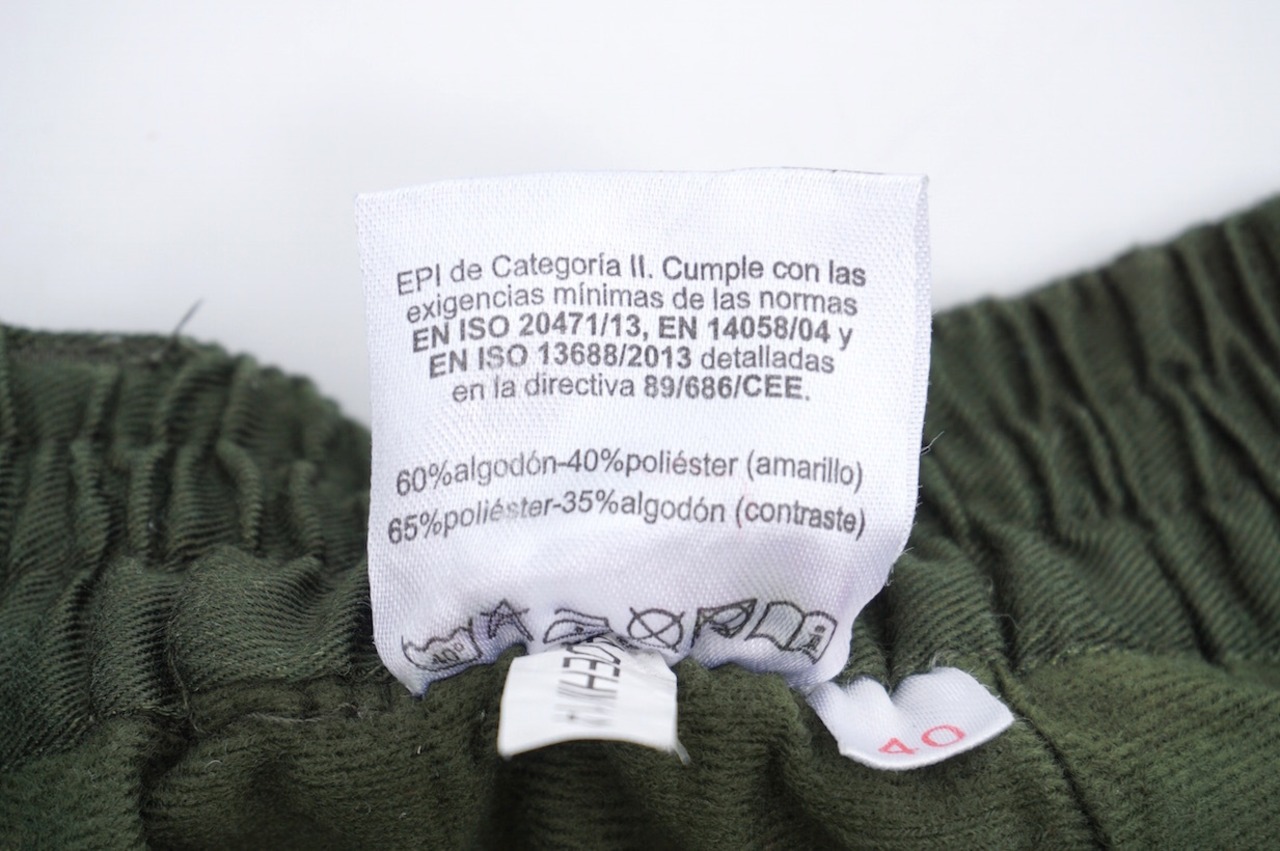 EPI de Categoría II. Cumple con las
exigencias mínimas de las normas
EN ISO 20471/13, EN 14058/04 y
EN ISO 13688/2013 detalladas
en la directiva 89/686/CEE.
60%algodón-40%poliéster (amarillo)
65%poliéster-35%algodón (contraste)
40°
40